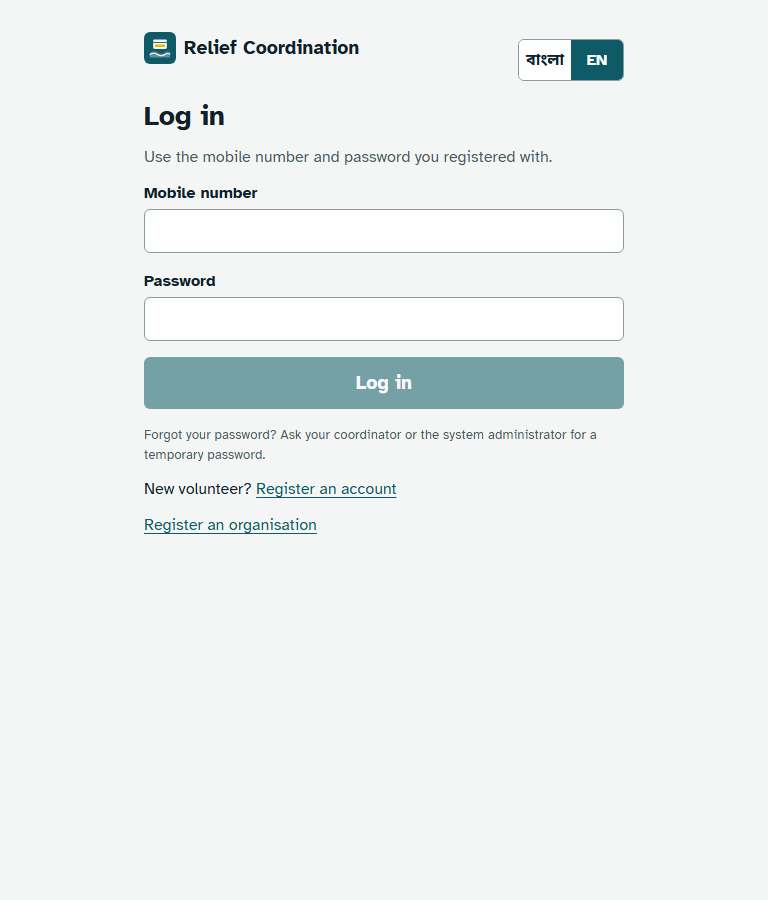 Relief Coordination
বাংলা
EN
Log in
Use the mobile number and password you registered with.
Mobile number
Password
Log in
Forgot your password? Ask your coordinator or the system administrator for a
temporary password.
New volunteer? Register an account
Register an organisation